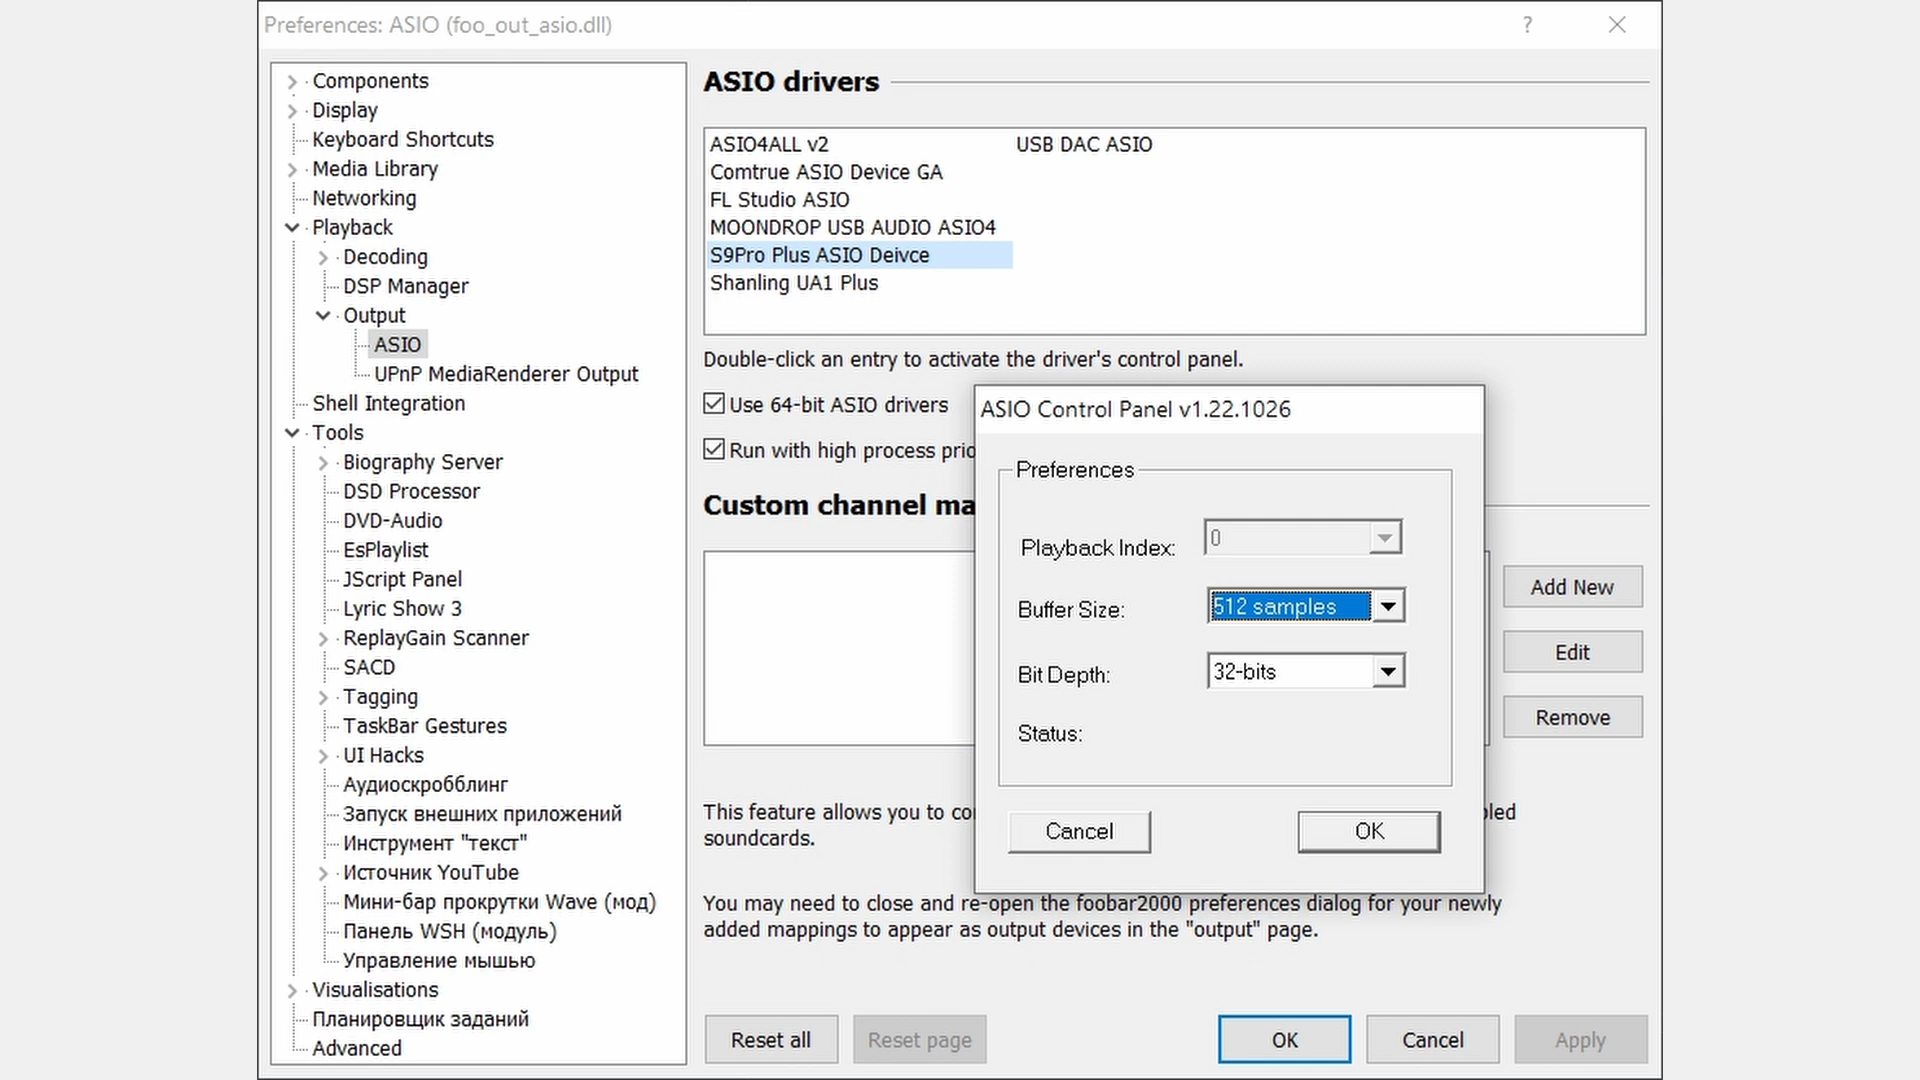 Preferences: ASIO (foo_out_asio.dll)
?
Components
Display
Keyboard Shortcuts
Media Library
Networking
Playback
Decoding
DSP Manager
Output
ASIO
UPnP MediaRenderer Output
Shell Integration
Tools
Biography Server
DSD Processor
DVD-Audio
EsPlaylist
JScript Panel
Lyric Show 3
ReplayGain Scanner
SACD
Tagging
TaskBar Gestures
UI Hacks
Аудиоскробблинг
Запуск внешних приложений
Инструмент "текст"
Источник YouTube
Мини-бар прокрутки Wave (мод)
Панель WSH (модуль)
Управление мышью
Visualisations
Планировщик заданий
Advanced
ASIO drivers
ASIO4ALL v2 USB DAC ASIO
Comtrue ASIO Device GA
FL Studio ASIO
MOONDROP USB AUDIO ASIO4
S9Pro Plus ASIO Deivce
Shanling UA1 Plus
Double-click an entry to activate the driver's control panel.
Use 64-bit ASIO drivers
Run with high process prio
Custom channel ma
Add New
Edit
Remove
This feature allows you to co
soundcards.
You may need to close and re-open the foobar2000 preferences dialog for your newly
added mappings to appear as output devices in the "output" page.
ASIO Control Panel v1.22.1026
Preferences
Playback Index: 0
Buffer Size: 512 samples
Bit Depth: 32-bits
Status:
Cancel OK
Reset all Reset page OK Cancel Apply